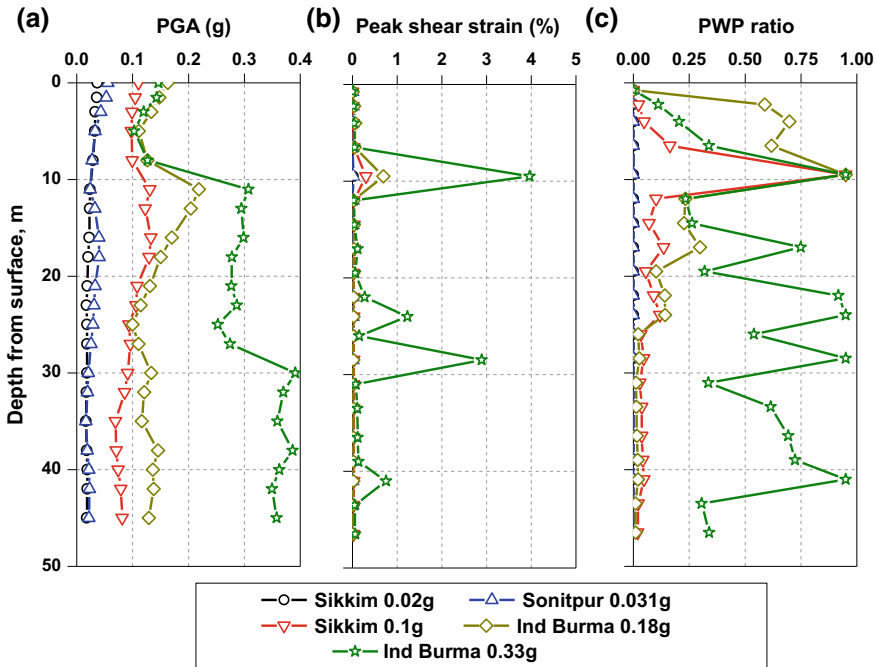 (a) PGA (g) (b) Peak shear strain (%) (c) PWP ratio
0.0 0.1 0.2 0.3 0.4 0 1 2 3 4 5 0.00 0.25 0.50 0.75 1.00
0
10
20
30
40
50
Depth from surface, m
Sikkim 0.02g Sonitpur 0.031g
Sikkim 0.1g Ind Burma 0.18g
Ind Burma 0.33g